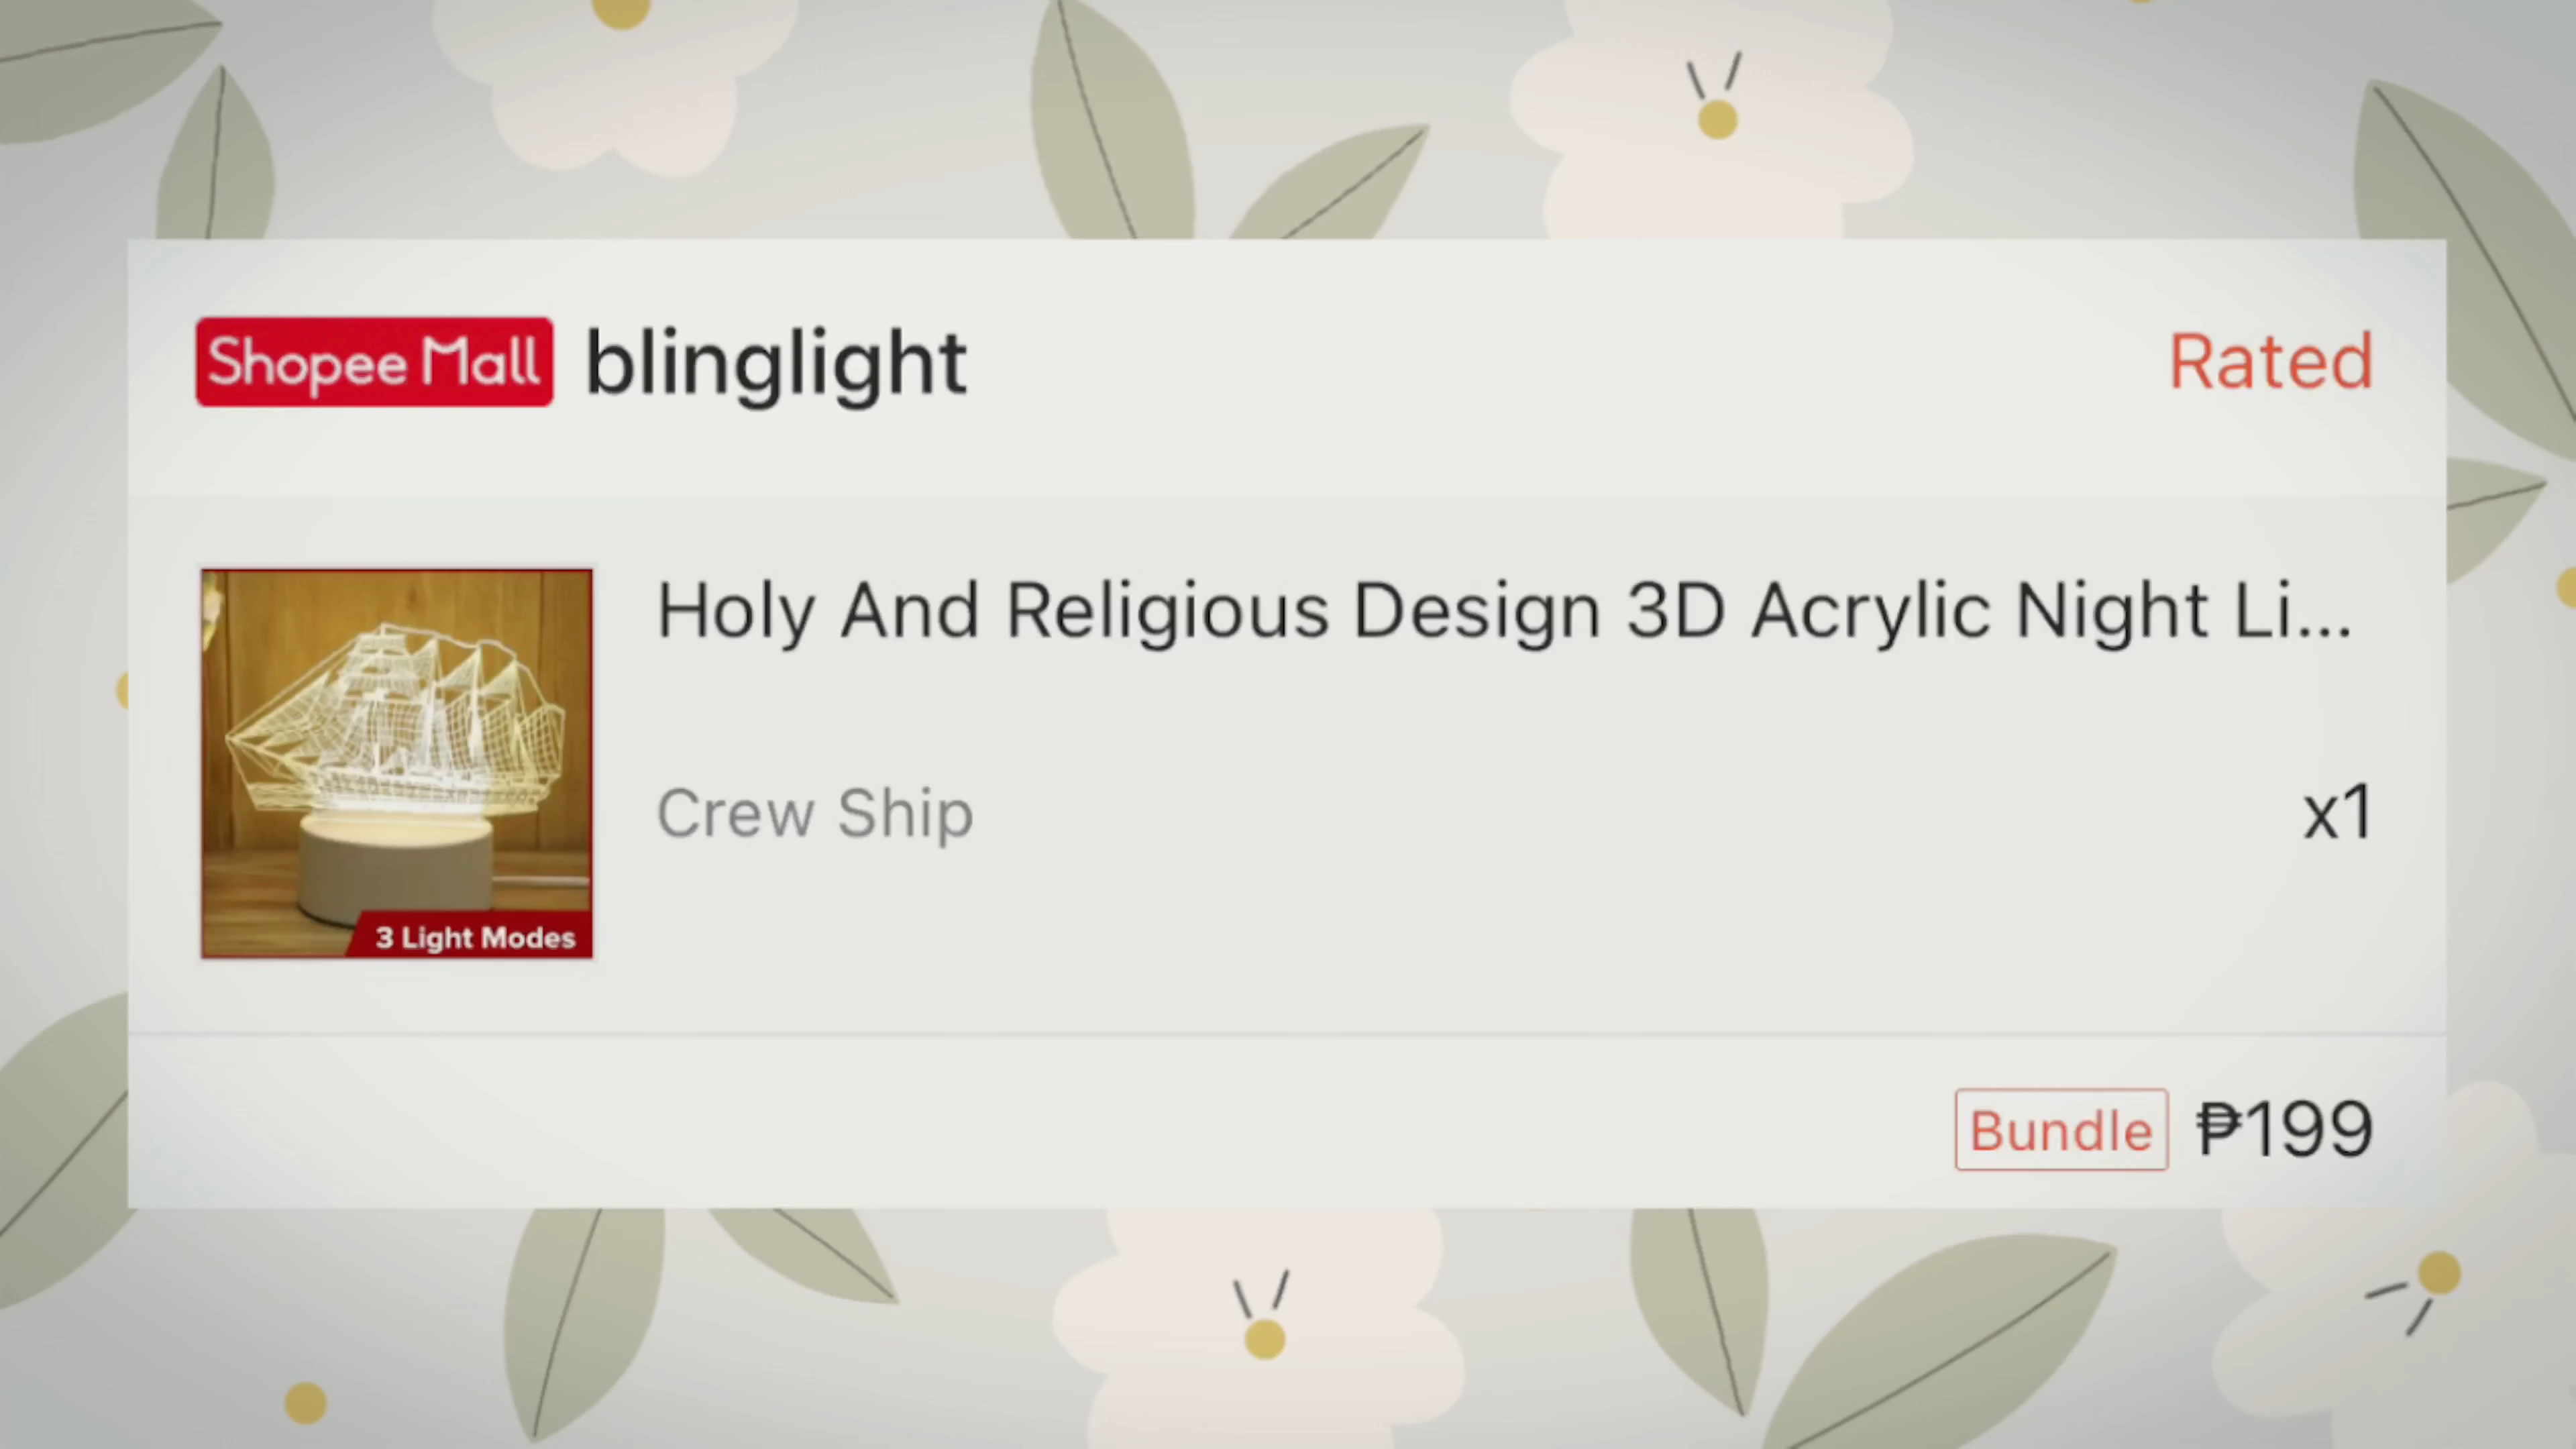 Shopee Mall blinglight Rated
Holy And Religious Design 3D Acrylic Night Li...
Crew Ship x1
3 Light Modes
Bundle ₱199